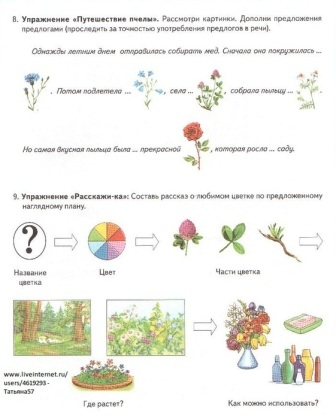 8. Упражнение «Путешествие пчелы». Рассмотри картинки. Дополни предложения
предлогами (проследить за точностью употребления предлогов в речи).
Однажды летним днем отправилась собирать мед. Сначала она покружилась ...
. Потом подлетела ... , села ... , собрала пыльцу ... .
Но самая вкусная пыльца была ... прекрасной , которая росла ... саду.
9. Упражнение «Расскажи-ка»: Составь рассказ о любимом цветке по предложенному
наглядному плану.
?
Название цветка
Цвет
Части цветка
www.liveinternet.ru/
users/4619293 -
Татьяна57
Где растет?
Как можно использовать?